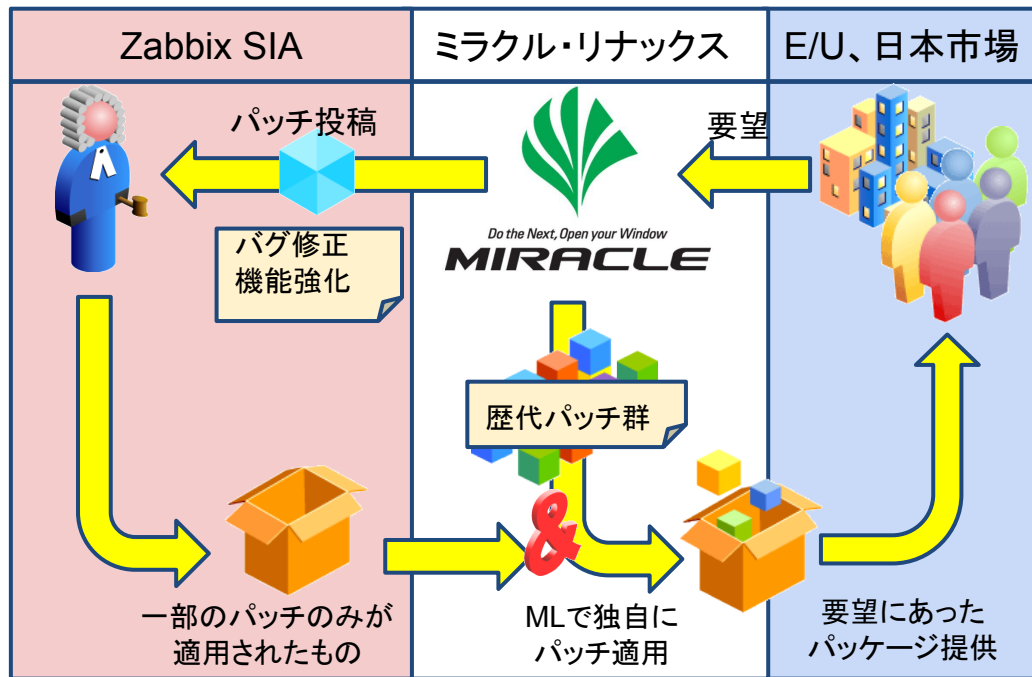 Zabbix SIA
ミラクル・リナックス
E/U、日本市場
パッチ投稿
要望
バグ修正
機能強化
Do the Next, Open your Window
MIRACLE
歴代パッチ群
&
一部のパッチのみが
適用されたもの
MLで独自に
パッチ適用
要望にあった
パッケージ提供